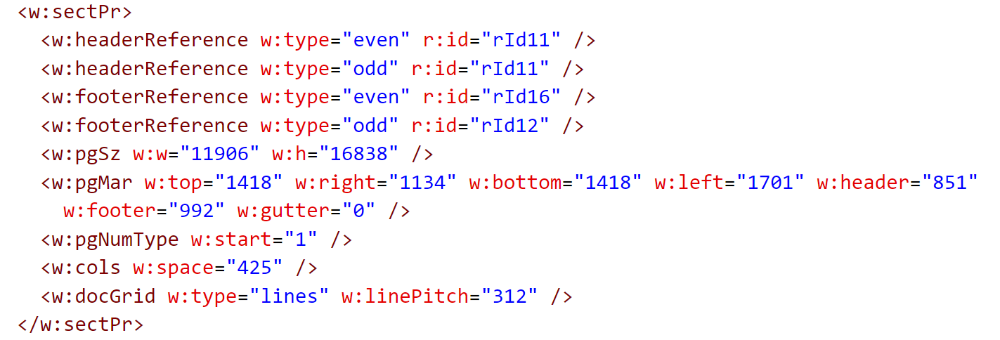 <w:sectPr>
  <w:headerReference w:type="even" r:id="rId11" />
  <w:headerReference w:type="odd" r:id="rId11" />
  <w:footerReference w:type="even" r:id="rId16" />
  <w:footerReference w:type="odd" r:id="rId12" />
  <w:pgSz w:w="11906" w:h="16838" />
  <w:pgMar w:top="1418" w:right="1134" w:bottom="1418" w:left="1701" w:header="851"
    w:footer="992" w:gutter="0" />
  <w:pgNumType w:start="1" />
  <w:cols w:space="425" />
  <w:docGrid w:type="lines" w:linePitch="312" />
</w:sectPr>